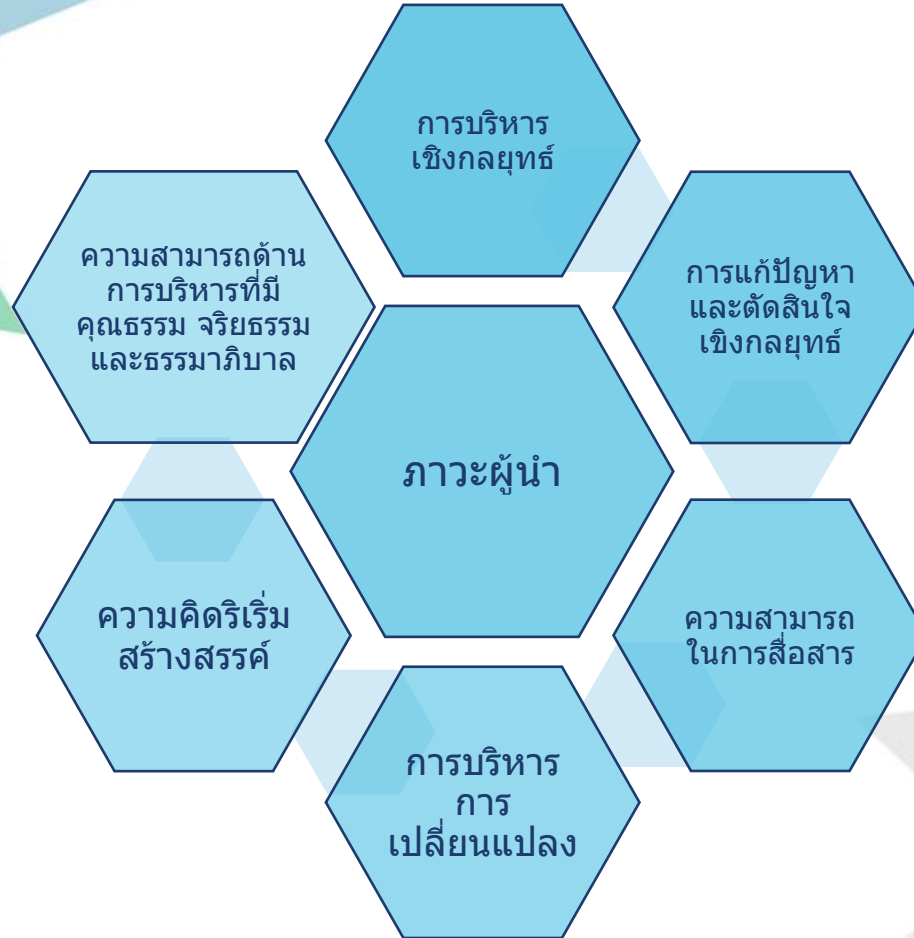 การบริหาร
เชิงกลยุทธ์
การแก้ปัญหา
และตัดสินใจ
เขิงกลยุทธ์
ความสามารถ
ในการสื่อสาร
การบริหาร
การ
เปลี่ยนแปลง
ความคิดริเริ่ม
สร้างสรรค์
ความสามารถด้าน
การบริหารที่มี
คุณธรรม จริยธรรม
และธรรมาภิบาล
ภาวะผู้นำ